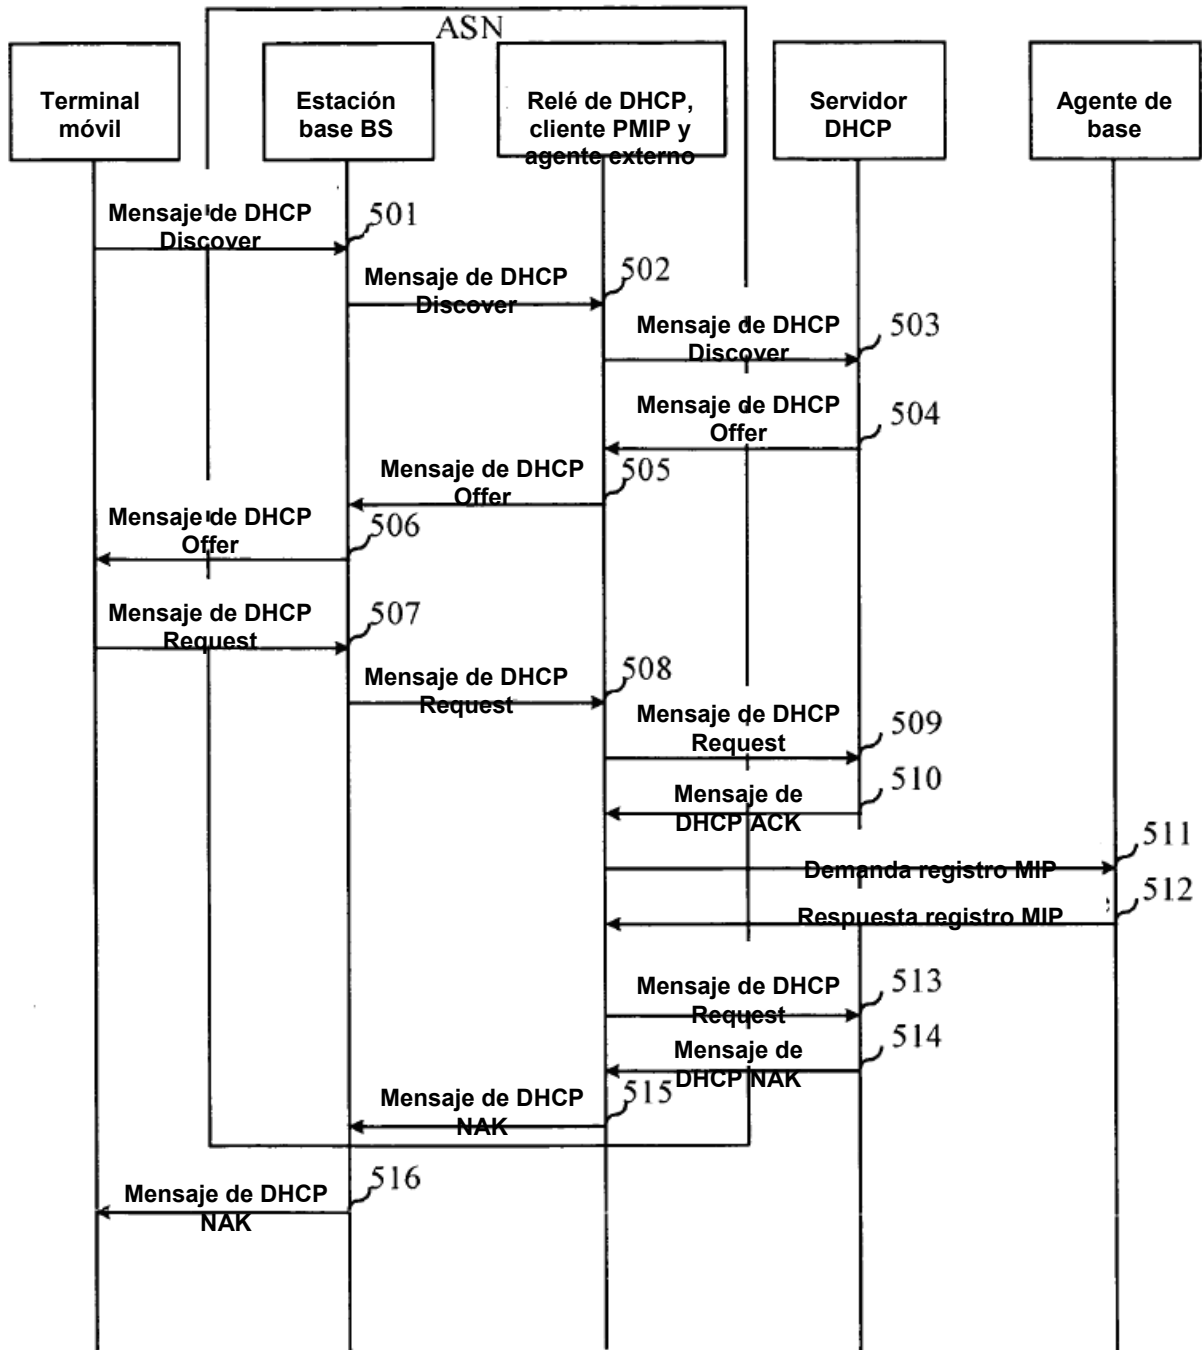 ASN
Terminal
móvil
Estación
base BS
Relé de DHCP,
cliente PMIP y
agente externo
Servidor
DHCP
Agente de
base
Mensaje de DHCP
Discover
501
Mensaje de DHCP
Discover
502
Mensaje de DHCP
Discover
503
Mensaje de DHCP
Offer
504
Mensaje de DHCP
Offer
505
Mensaje de DHCP
Offer
506
Mensaje de DHCP
Request
507
Mensaje de DHCP
Request
508
Mensaje de DHCP
Request
509
Mensaje de
DHCP ACK
510
Demanda registro MIP
511
Respuesta registro MIP
512
Mensaje de DHCP
Request
513
Mensaje de
DHCP NAK
514
Mensaje de DHCP
NAK
515
Mensaje de DHCP
NAK
516